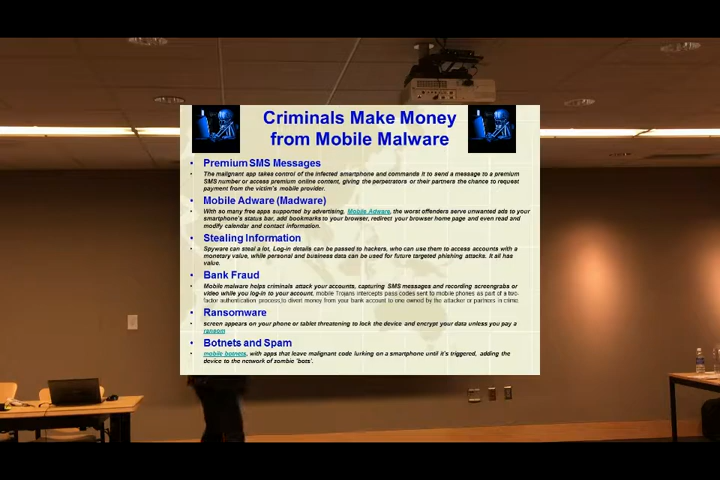 Criminals Make Money
from Mobile Malware
• Premium SMS Messages
• The malignant app takes control of the infected smartphone and commands it to send a message to a premium
SMS number or access premium online content, giving the perpetrators or their partners the chance to request
payment from the victim's mobile provider.
• Mobile Adware (Madware)
• With so many free apps supported by advertising, Mobile Adware, the worst offenders serve unwanted ads to your
smartphone's status bar, add bookmarks to your browser, redirect your browser home page and even read and
modify calendar and contact information.
• Stealing Information
• Spyware can steal a lot, Log-in details can be passed to hackers, who can use them to access accounts with a
monetary value, while personal and business data can be used for future targeted phishing attacks. It all has
value.
• Bank Fraud
• Mobile malware helps criminals attack your accounts, capturing SMS messages and recording screengrabs or
video while you log-in to your account, mobile Trojans intercepts pass codes sent to mobile phones as part of a two-
factor authentication process,to divert money from your bank account to one owned by the attacker or partners in crime
• Ransomware
• screen appears on your phone or tablet threatening to lock the device and encrypt your data unless you pay a
ransom
• Botnets and Spam
• mobile botnets, with apps that leave malignant code lurking on a smartphone until it's triggered, adding the
device to the network of zombie 'bots'.